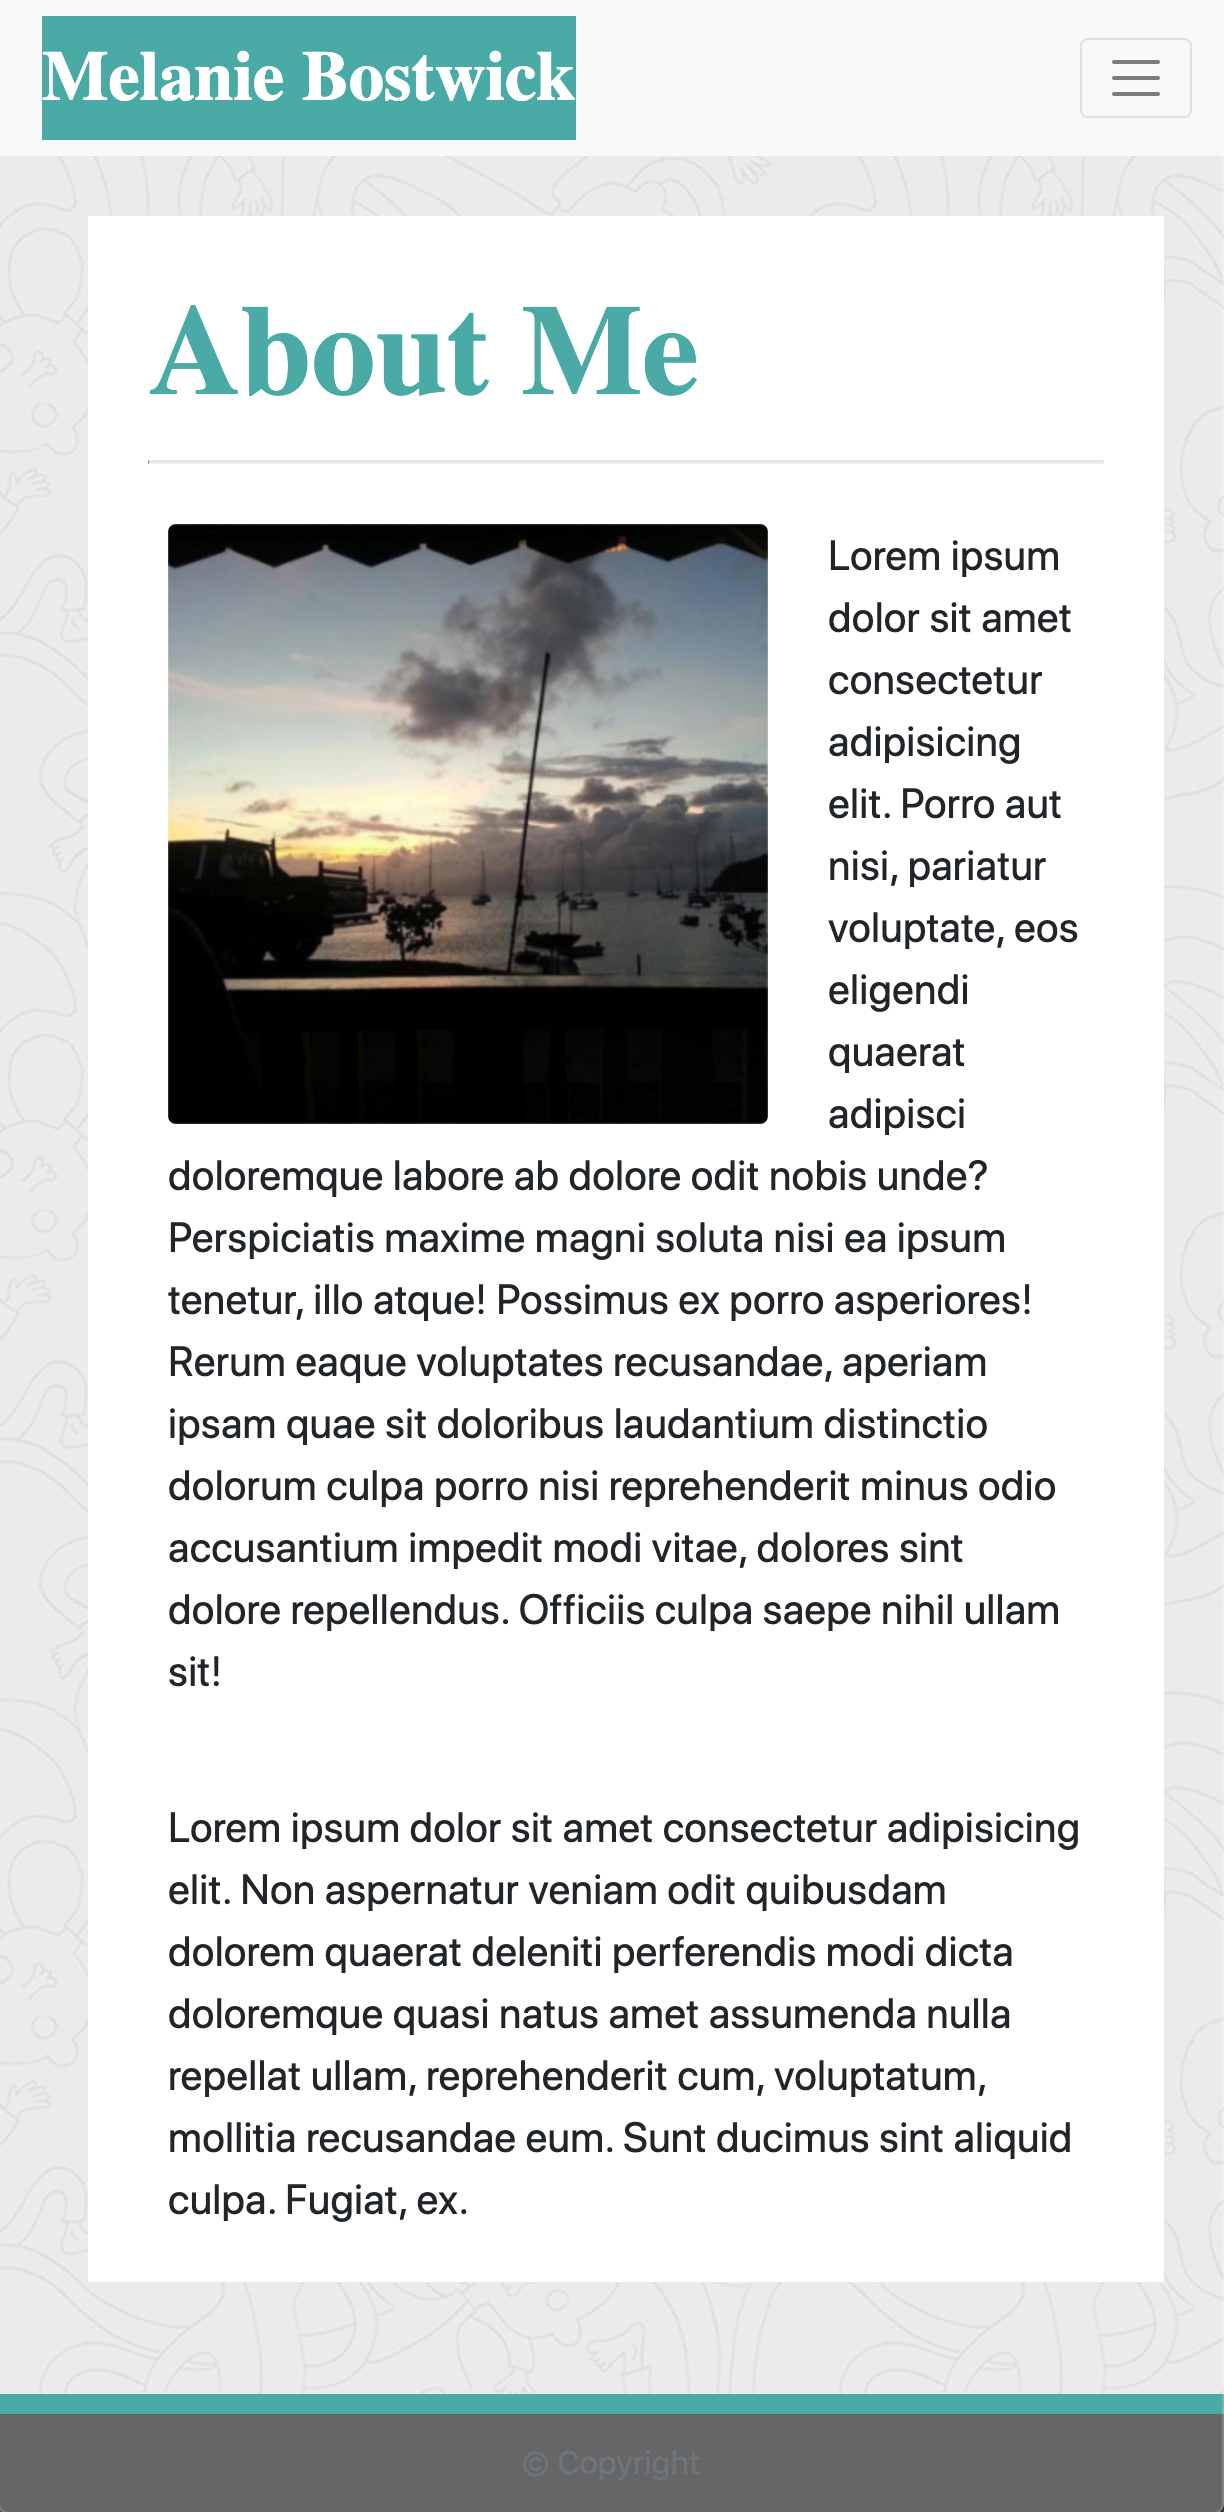 Melanie Bostwick
About Me
Lorem ipsum
dolor sit amet
consectetur
adipisicing
elit. Porro aut
nisi, pariatur
voluptate, eos
eligendi
quaerat
adipisci
doloremque labore ab dolore odit nobis unde?
Perspiciatis maxime magni soluta nisi ea ipsum
tenetur, illo atque! Possimus ex porro asperiores!
Rerum eaque voluptates recusandae, aperiam
ipsam quae sit doloribus laudantium distinctio
dolorum culpa porro nisi reprehenderit minus odio
accusantium impedit modi vitae, dolores sint
dolore repellendus. Officiis culpa saepe nihil ullam
sit!
Lorem ipsum dolor sit amet consectetur adipisicing
elit. Non aspernatur veniam odit quibusdam
dolorem quaerat deleniti perferendis modi dicta
doloremque quasi natus amet assumenda nulla
repellat ullam, reprehenderit cum, voluptatum,
mollitia recusandae eum. Sunt ducimus sint aliquid
culpa. Fugiat, ex.
© Copyright